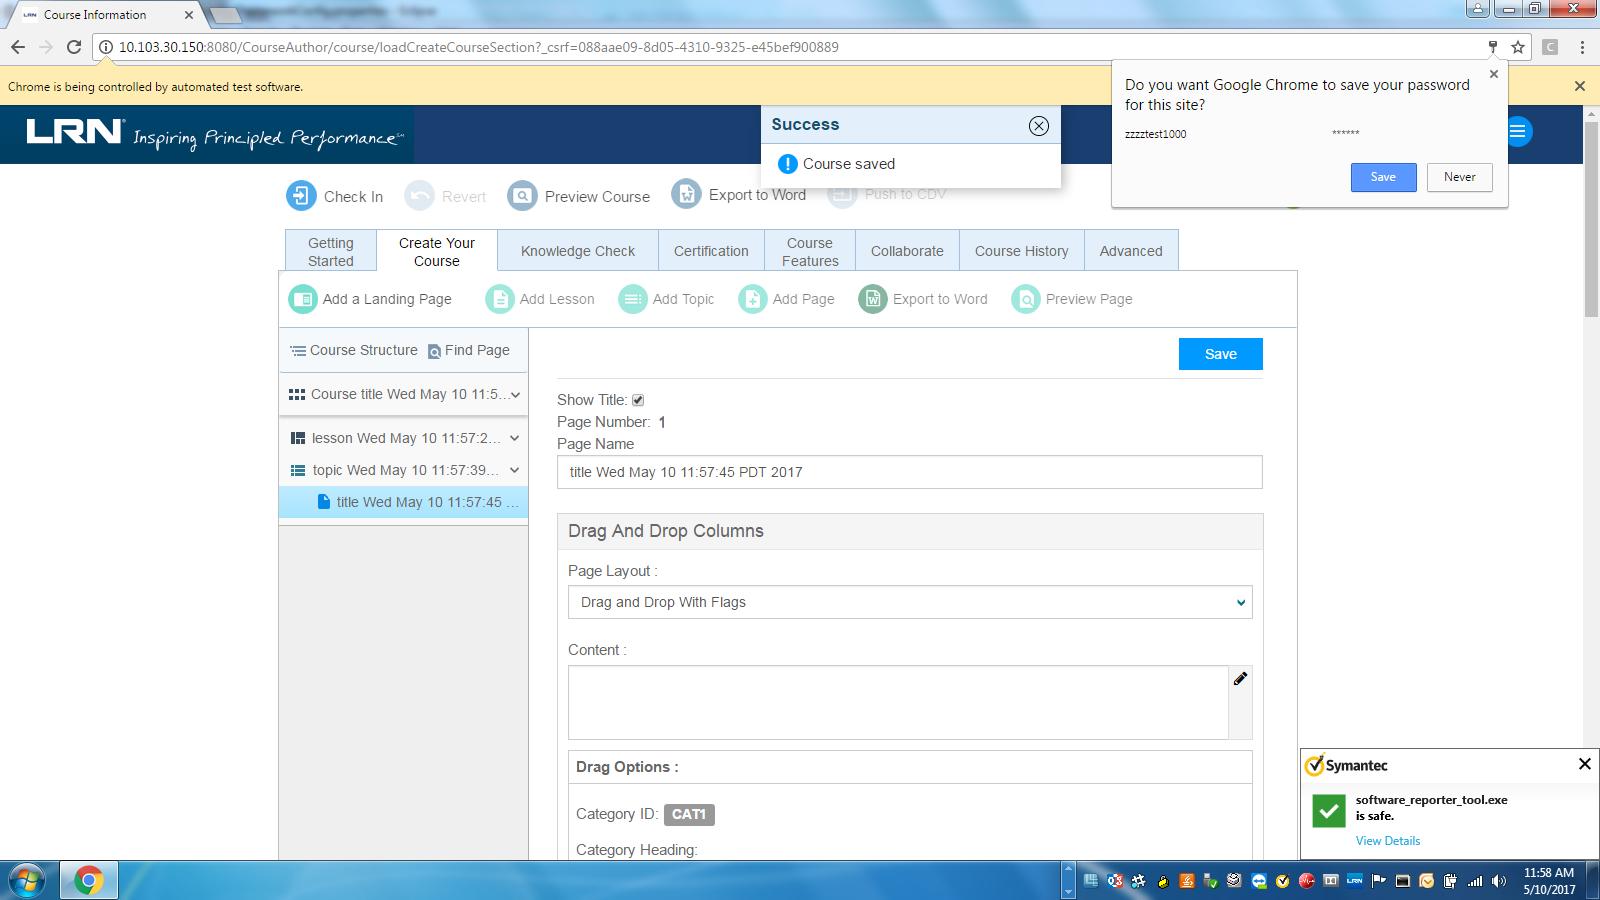 Course Information
10.103.30.150:8080/CourseAuthor/course/loadCreateCourseSection?_csrf=088aae09-8d05-4310-9325-e45bef900889
Chrome is being controlled by automated test software.
Do you want Google Chrome to save your password
for this site?
zzzztest1000 ******
Save Never
LRN Inspiring Principled Performance
Success
Course saved
Check In Revert Preview Course Export to Word Push to CDV
Getting Started
Create Your Course
Knowledge Check
Certification
Course Features
Collaborate
Course History
Advanced
Add a Landing Page Add Lesson Add Topic Add Page Export to Word Preview Page
Course Structure Find Page
Course title Wed May 10 11:5...
lesson Wed May 10 11:57:2...
topic Wed May 10 11:57:39...
title Wed May 10 11:57:45 ...
Save
Show Title:
Page Number: 1
Page Name
title Wed May 10 11:57:45 PDT 2017
Drag And Drop Columns
Page Layout :
Drag and Drop With Flags
Content :
Drag Options :
Category ID: CAT1
Category Heading:
Symantec
software_reporter_tool.exe
is safe.
View Details
11:58 AM
5/10/2017